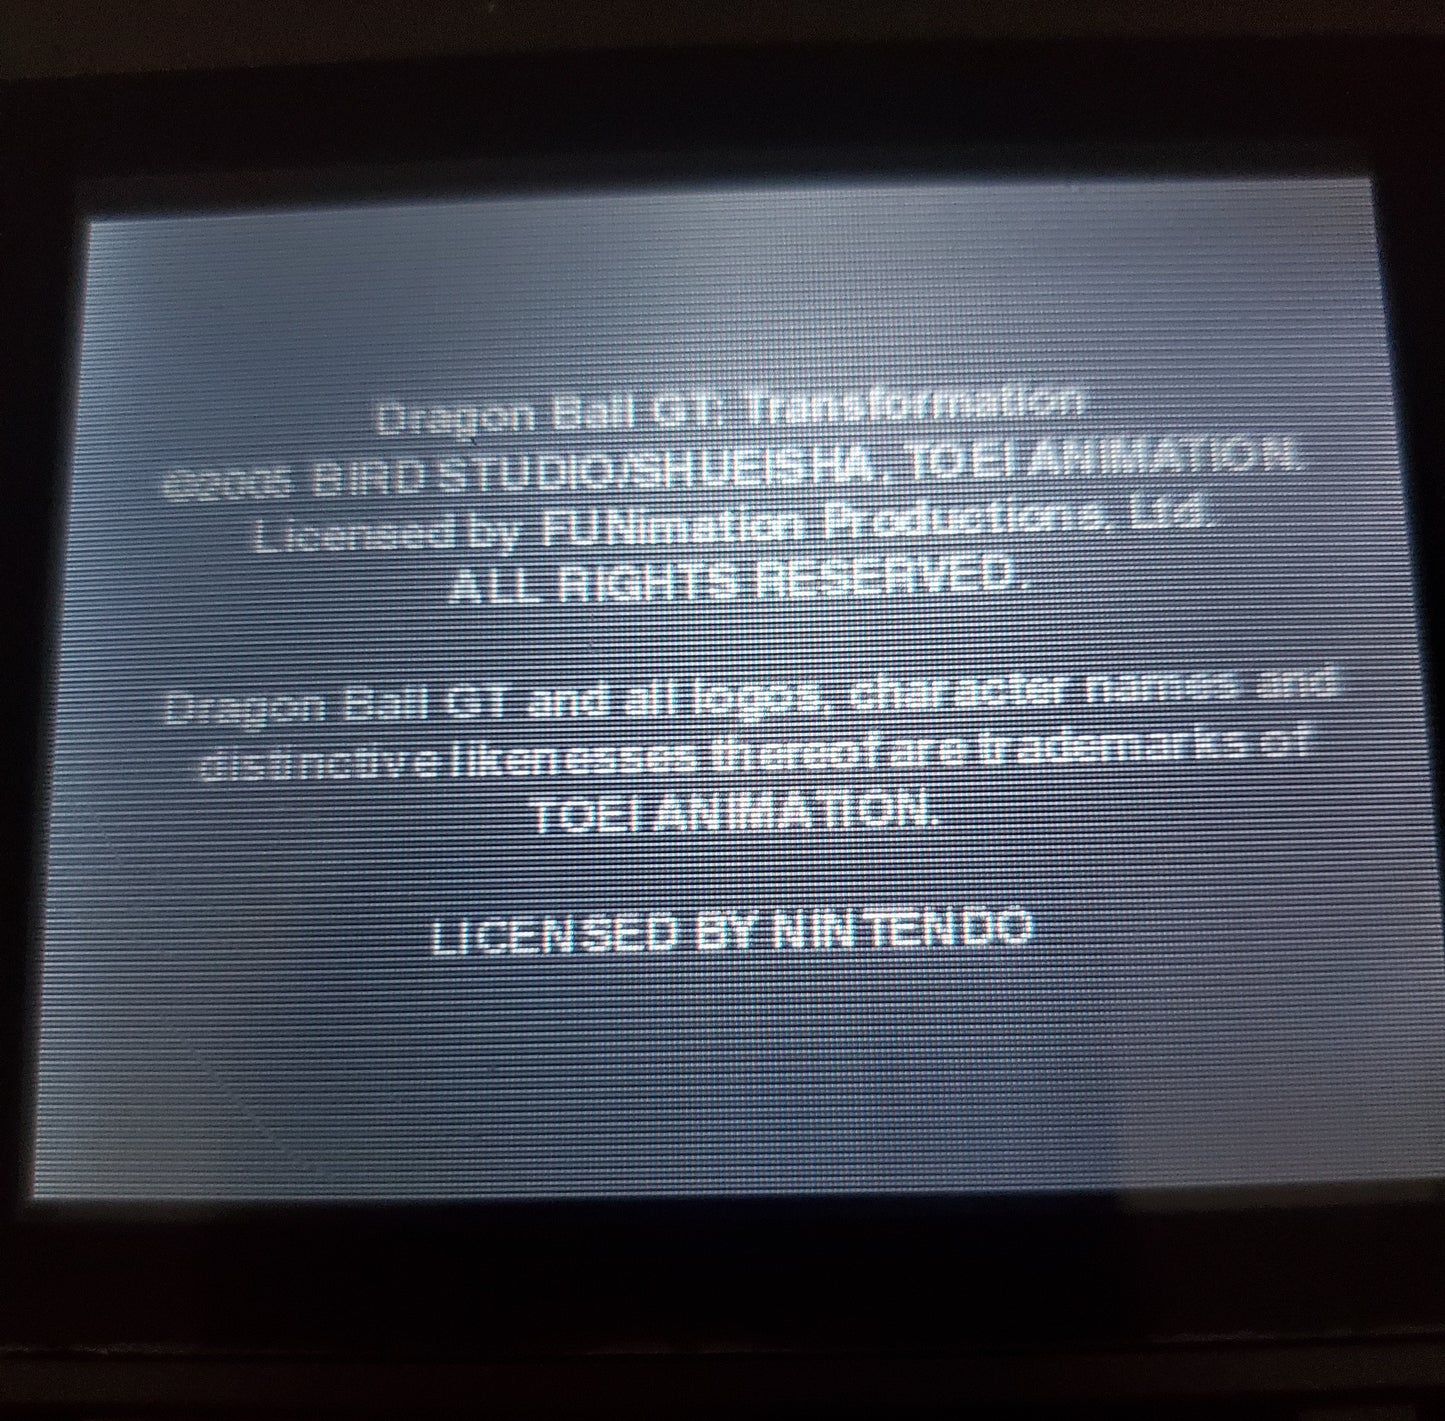 Dragon Ball GT: Transformation
©2005 BIRD STUDIO/SHUEISHA, TOEI ANIMATION.
Licensed by FUNimation Productions, Ltd.
ALL RIGHTS RESERVED.
Dragon Ball GT and all logos, character names and
distinctive likenesses thereof are trademarks of
TOEI ANIMATION.
LICENSED BY NINTENDO